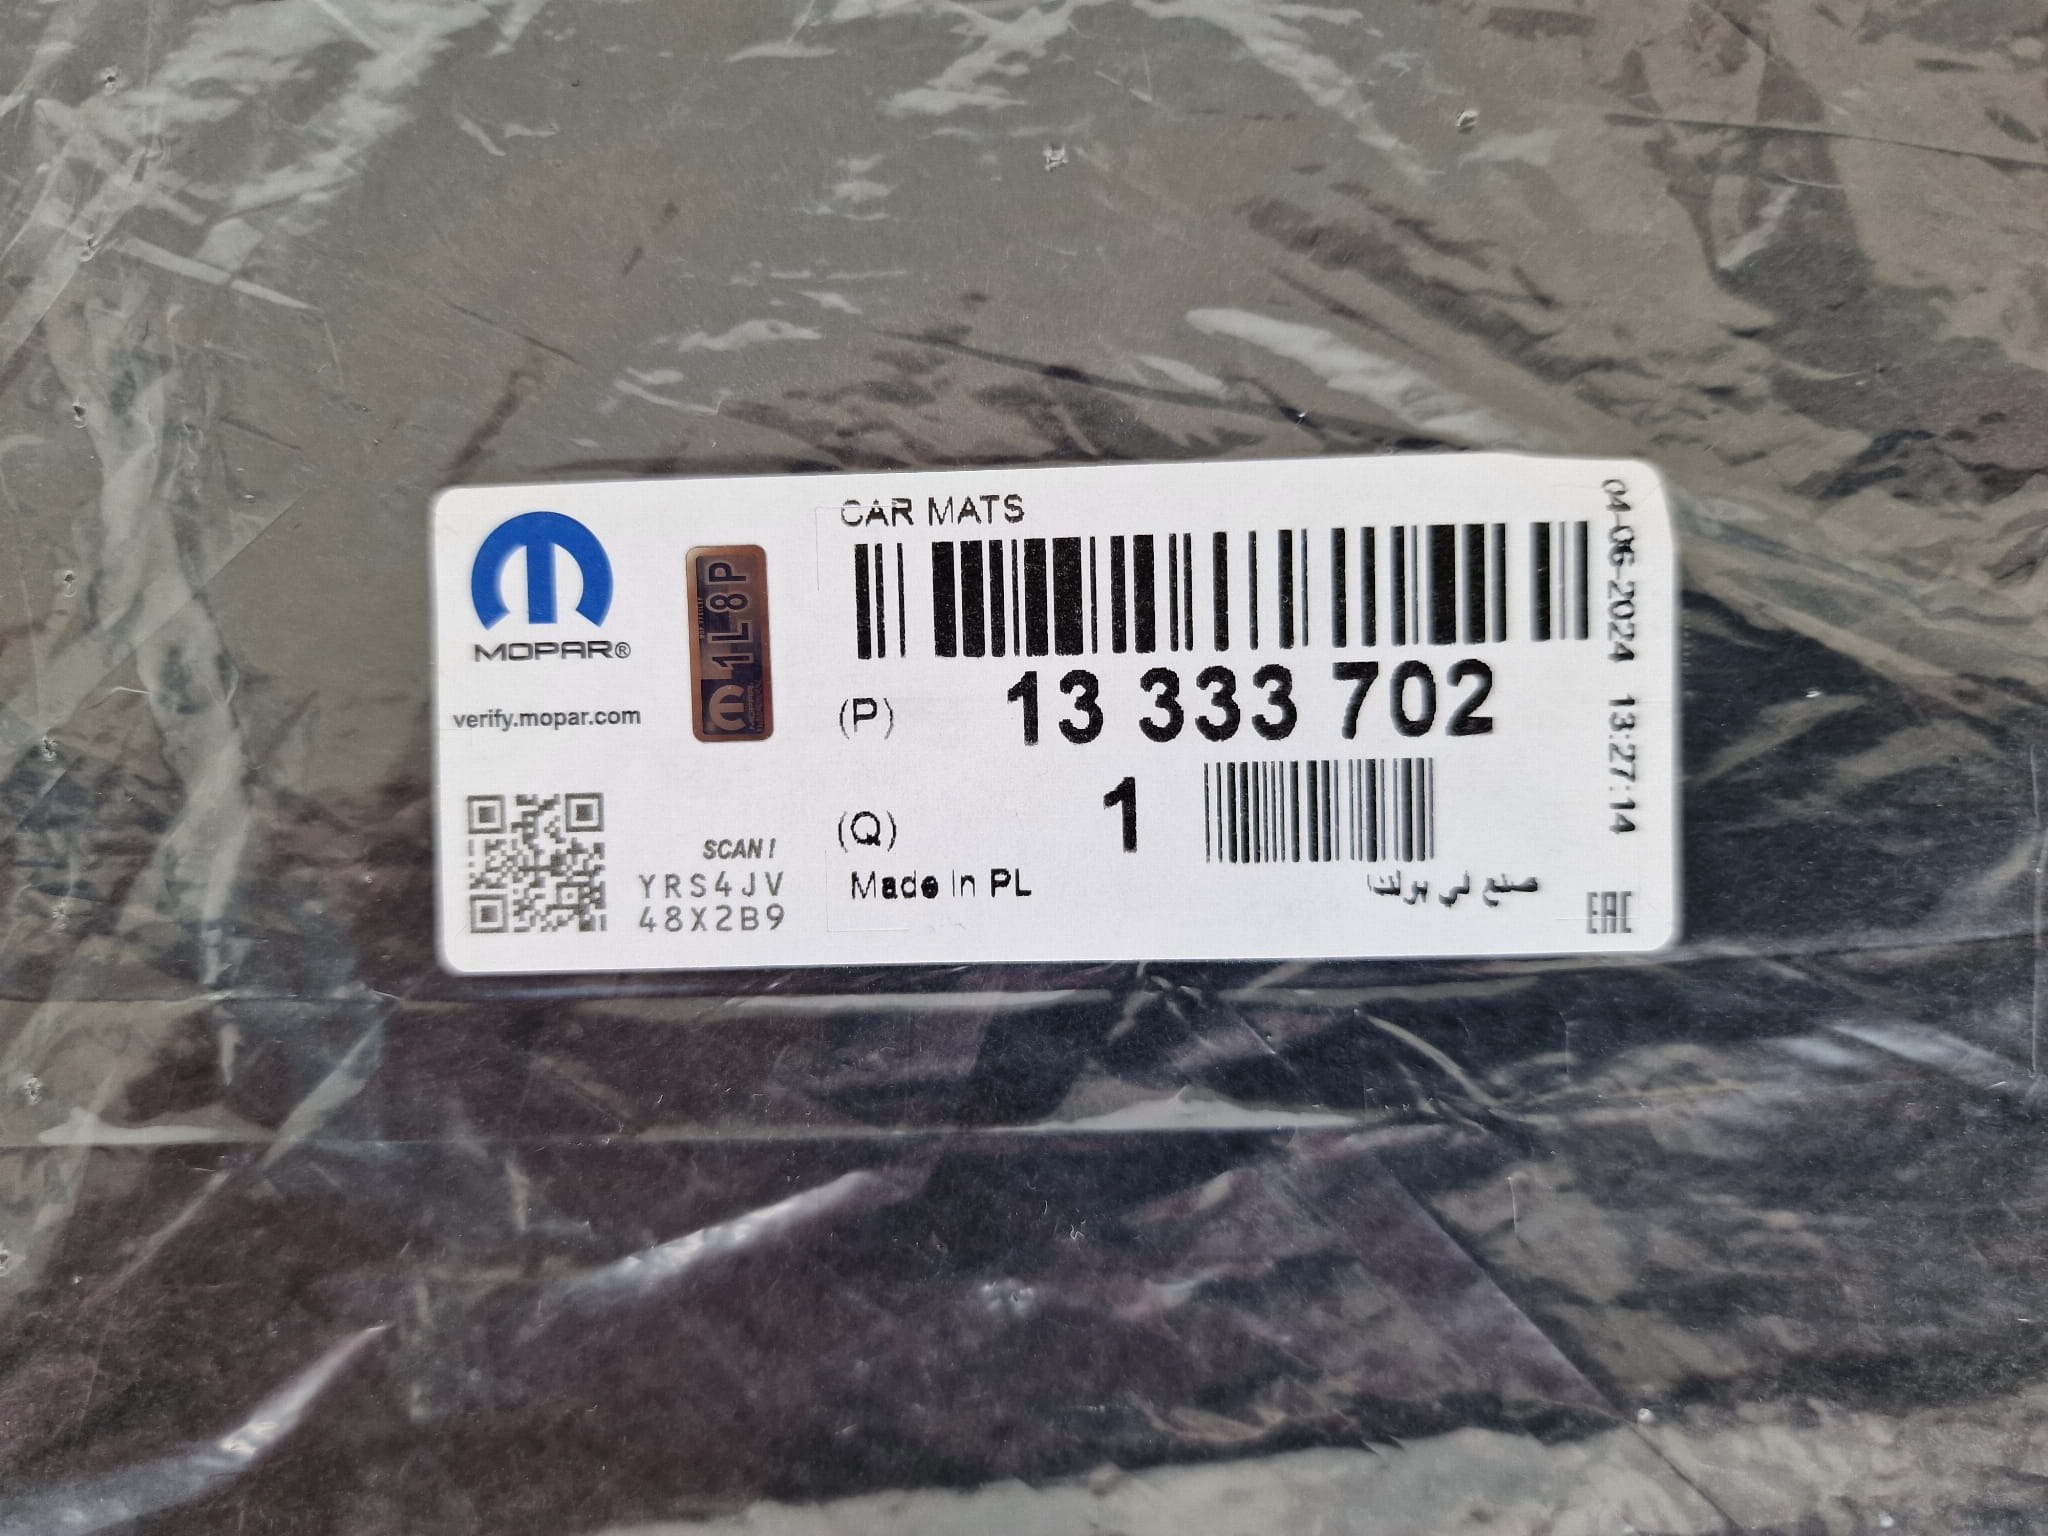 MOPAR®
verify.mopar.com
1L8P
SCAN!
YRS4JV
48X2B9
CAR MATS
(P) 13 333 702
(Q) 1
Made In PL
صنع في بولندا
EAC
04-06-2024 13:27:14